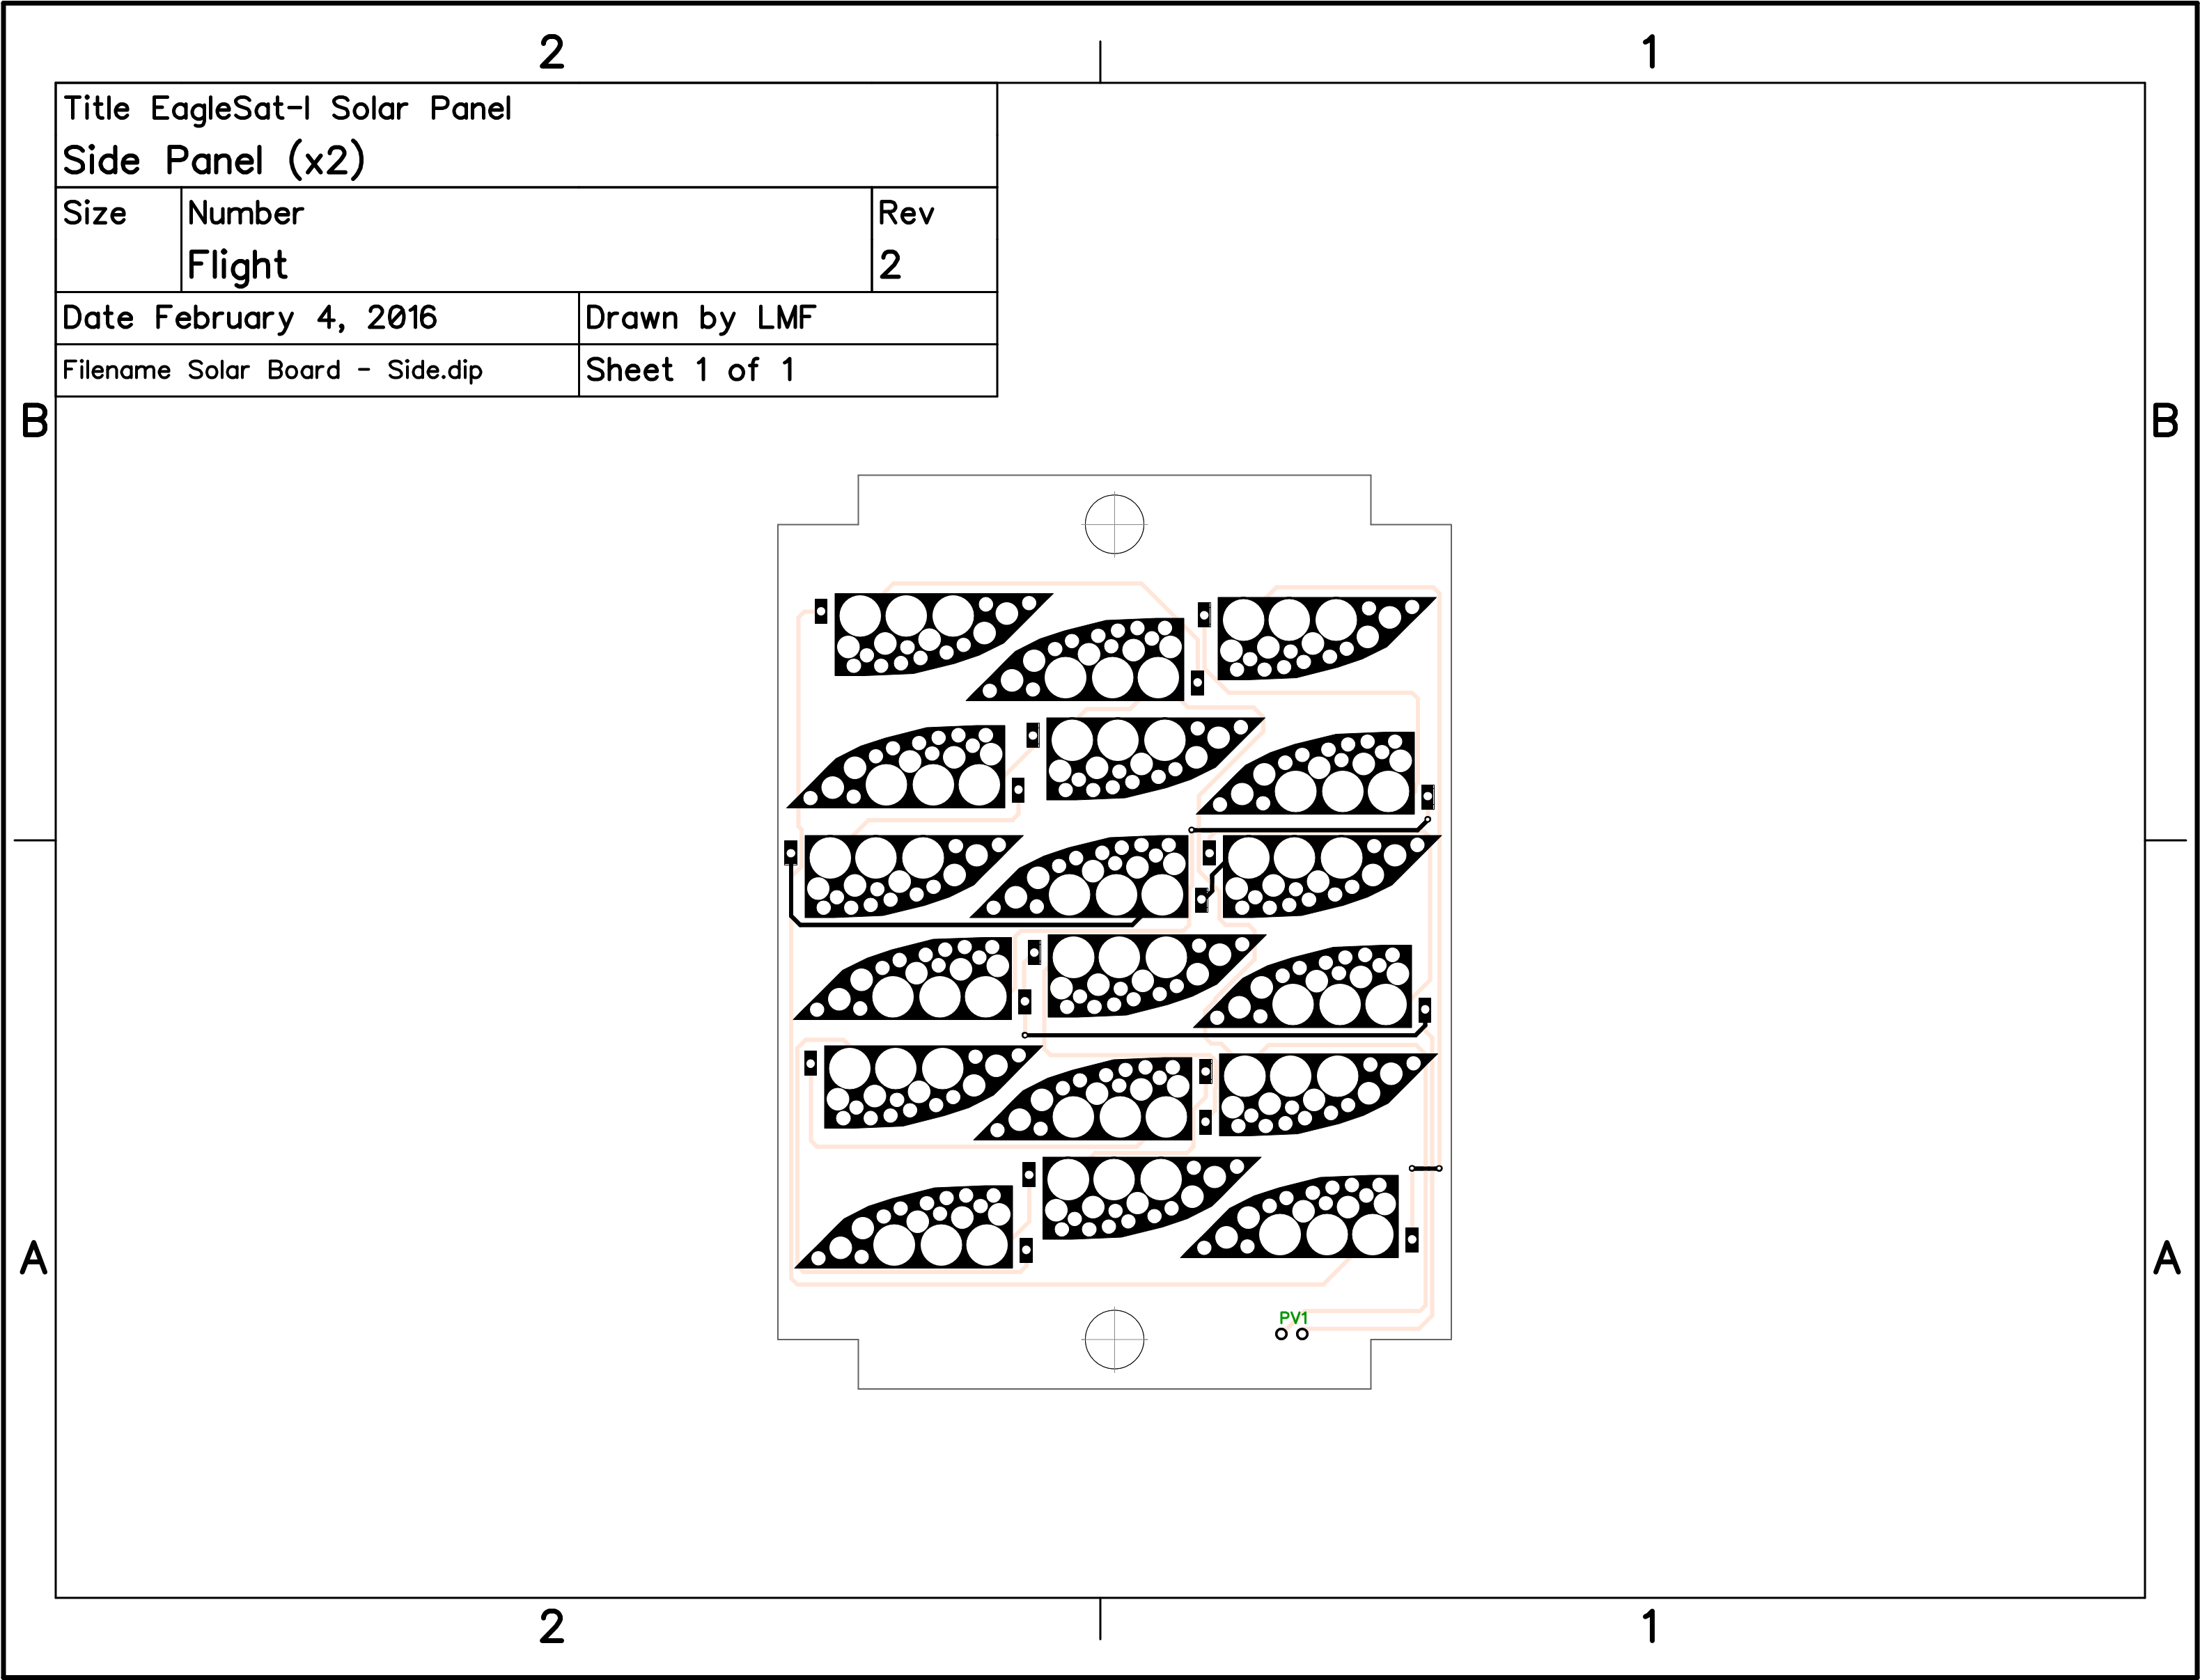 2 1
Title EagleSat-I Solar Panel
Side Panel (x2)
Size Number Rev
Flight 2
Date February 4, 2016 Drawn by LMF
Filename Solar Board - Side.dip Sheet 1 of 1
B B
A A
PV1
2 1